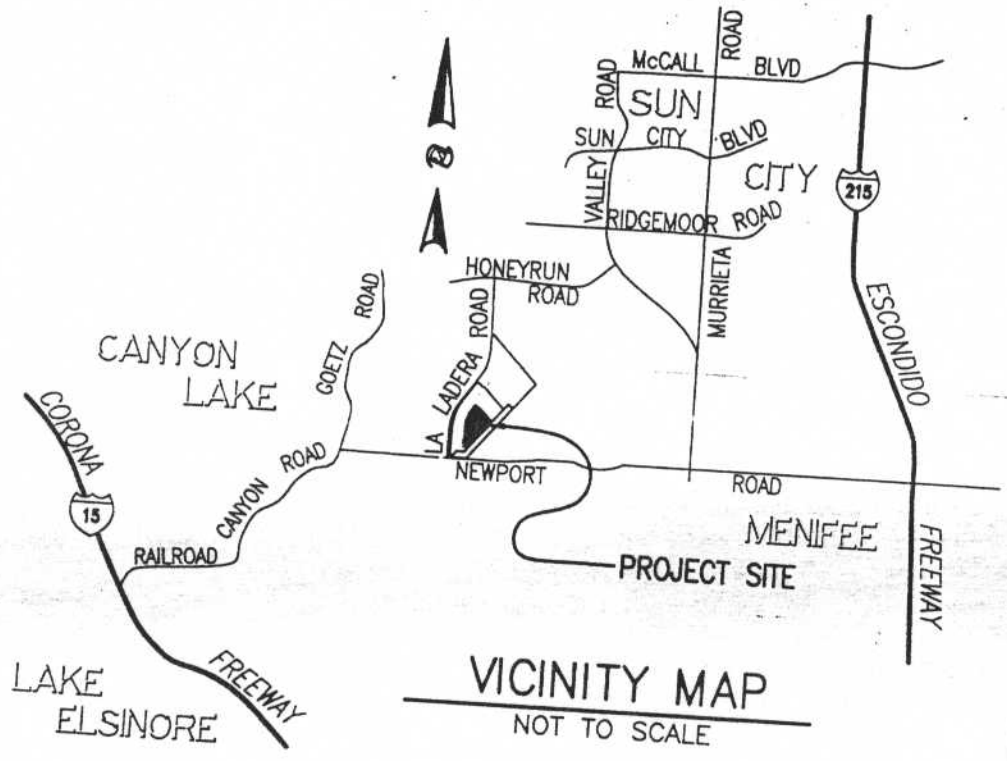 McCALL BLVD
ROAD
ROAD
SUN
SUN CITY BLVD
CITY
215
VALLEY
RIDGEMOOR ROAD
HONEYRUN
ROAD
MURRIETA
ROAD
GOETZ
ROAD
LADERA
LA
ESCONDIDO
CANYON
LAKE
CORONA
15
NEWPORT
ROAD
ROAD
CANYON
RAILROAD
MENIFEE
FREEWAY
PROJECT SITE
FREEWAY
LAKE
ELSINORE
VICINITY MAP
NOT TO SCALE